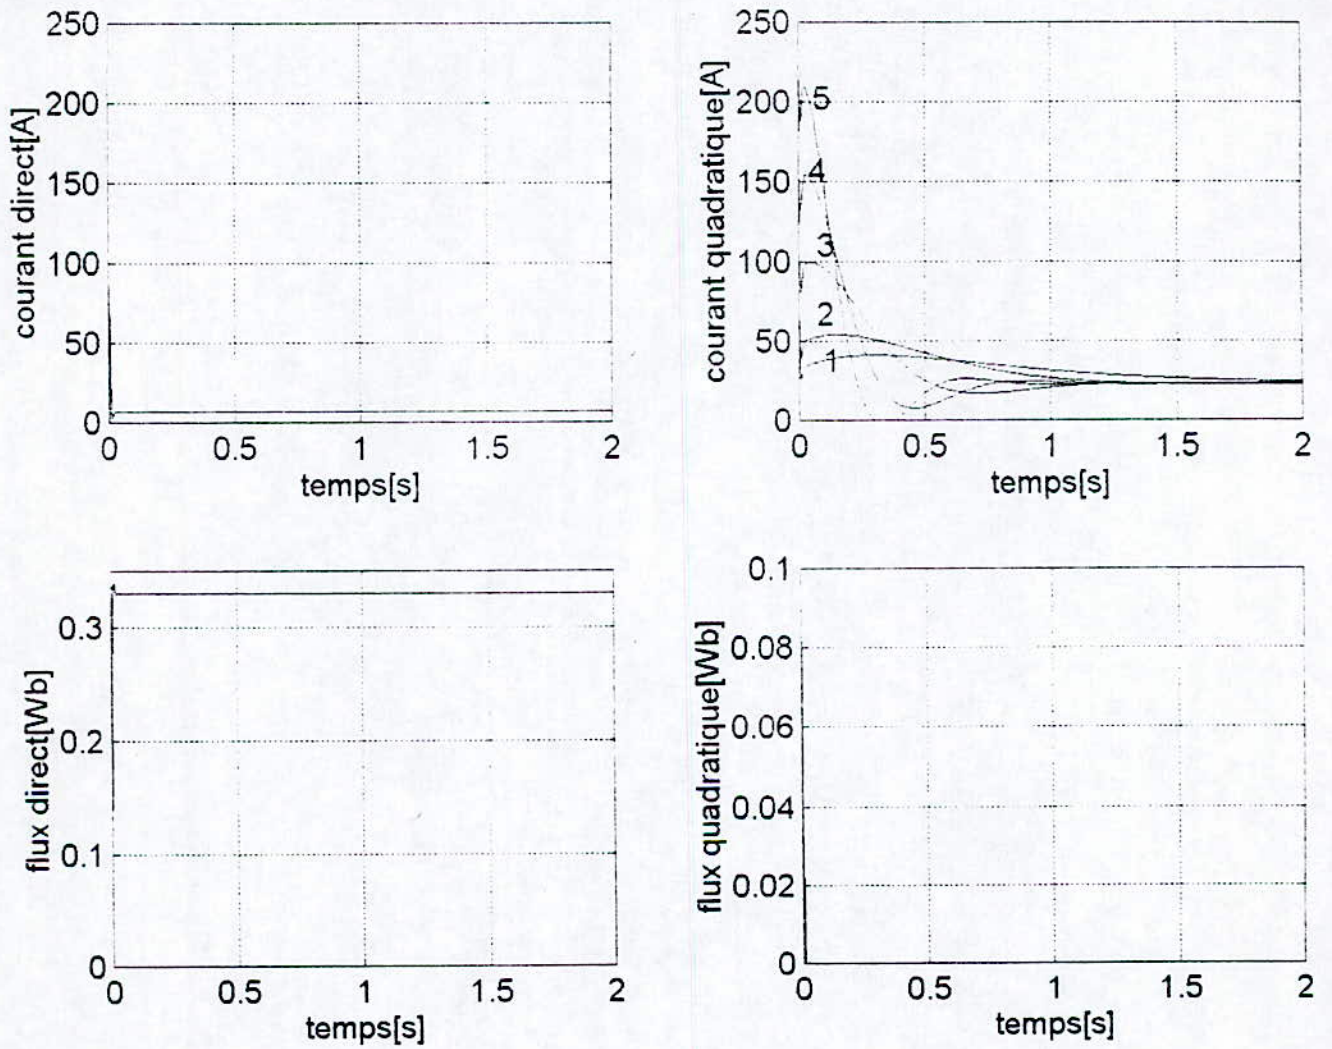 courant direct[A]
250
200
150
100
50
0
0 0.5 1 1.5 2
temps[s]
courant quadratique[A]
250
200
150
100
50
0
5
4
3
2
1
0 0.5 1 1.5 2
temps[s]
flux direct[Wb]
0.3
0.2
0.1
0
0 0.5 1 1.5 2
temps[s]
flux quadratique[Wb]
0.1
0.08
0.06
0.04
0.02
0
0 0.5 1 1.5 2
temps[s]